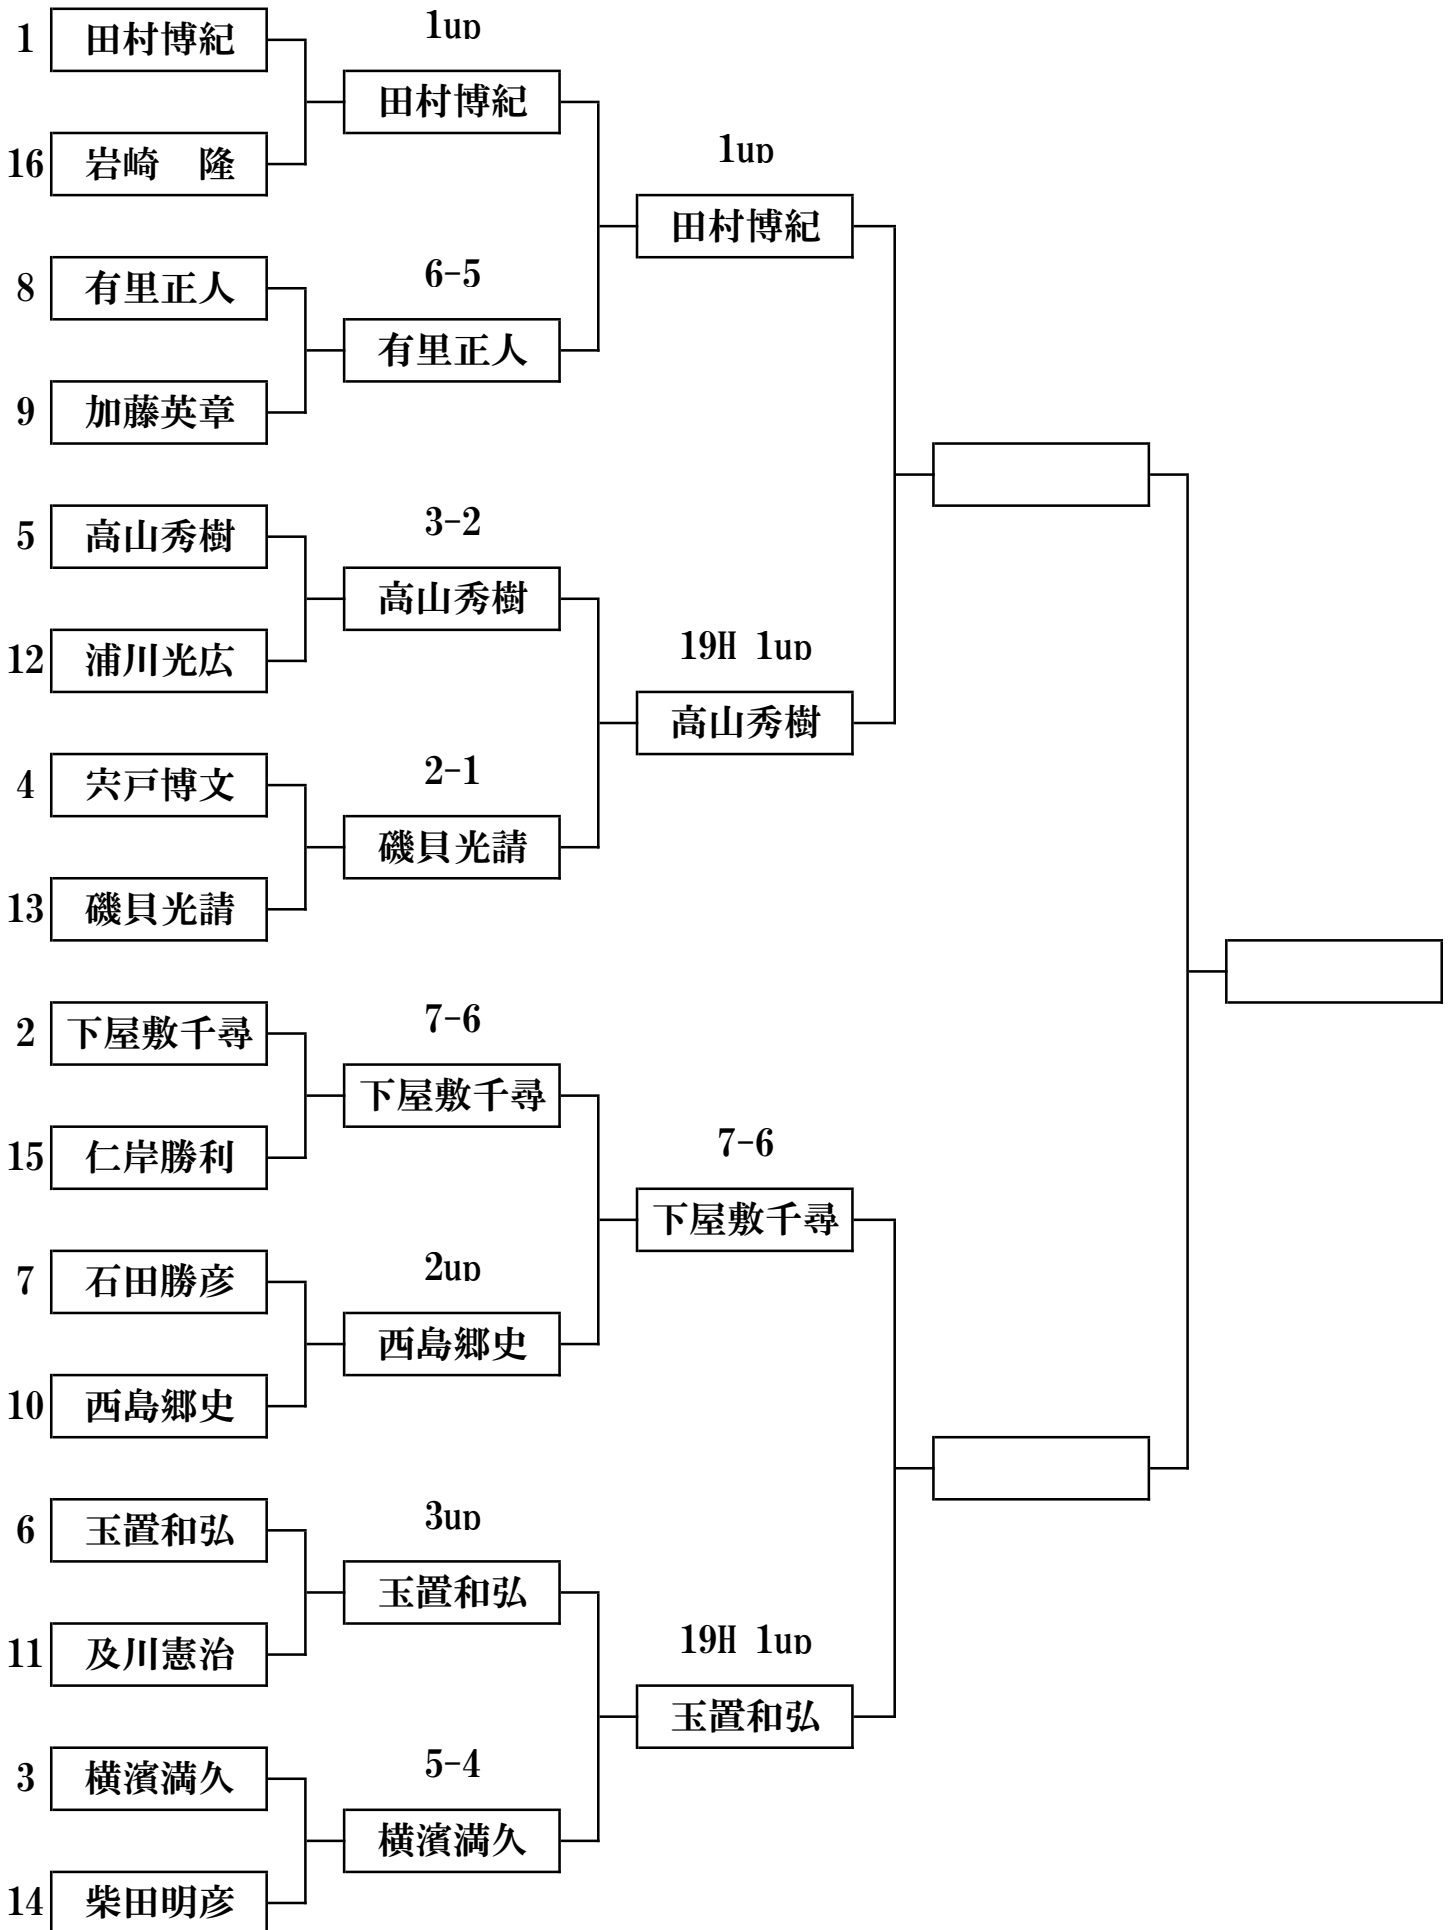 1 田村博紀
1up
田村博紀
16 岩崎　隆
1up
田村博紀
8 有里正人
6-5
有里正人
9 加藤英章
5 高山秀樹
3-2
高山秀樹
12 浦川光広
19H 1up
高山秀樹
4 宍戸博文
2-1
磯貝光請
13 磯貝光請
2 下屋敷千尋
7-6
下屋敷千尋
15 仁岸勝利
7-6
下屋敷千尋
7 石田勝彦
2up
西島郷史
10 西島郷史
6 玉置和弘
3up
玉置和弘
11 及川憲治
19H 1up
玉置和弘
3 横濱満久
5-4
横濱満久
14 柴田明彦